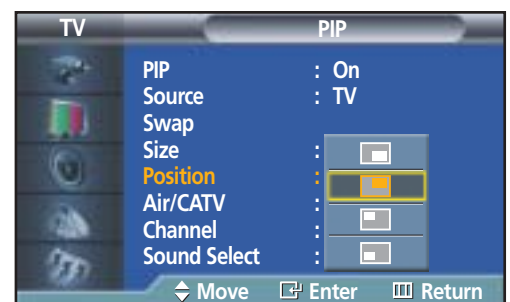 TV PIP
PIP : On
Source : TV
Swap
Size :
Position :
Air/CATV :
Channel :
Sound Select :
Move Enter Return